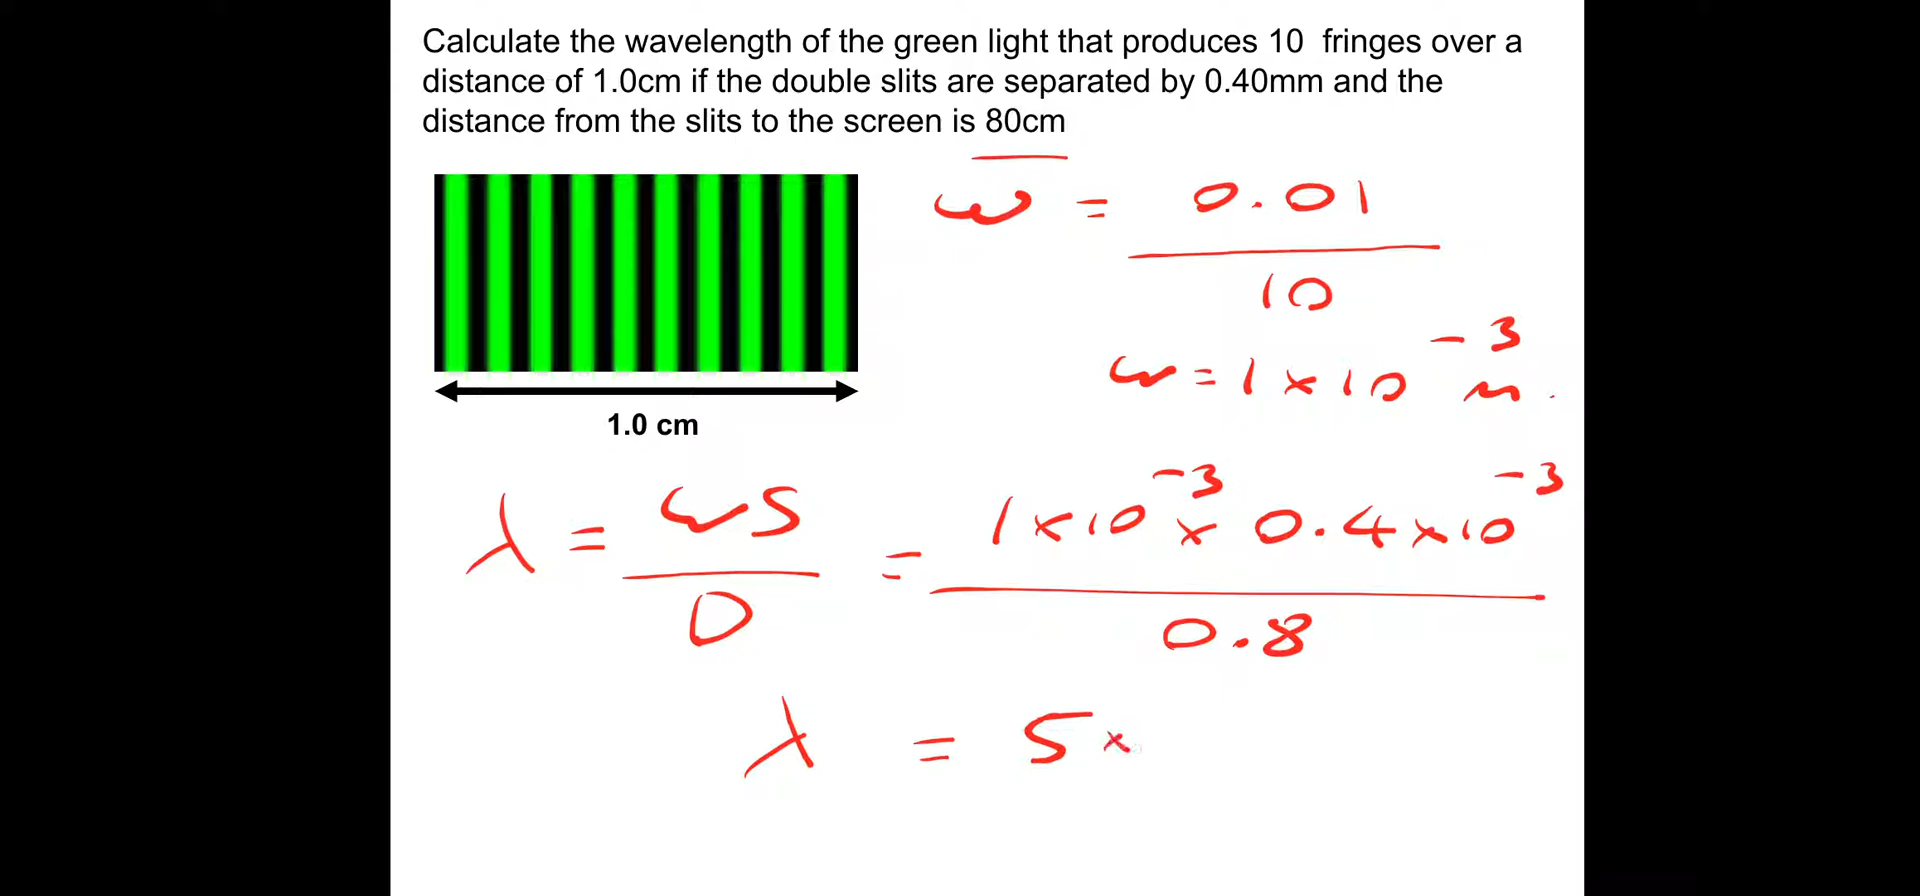 Calculate the wavelength of the green light that produces 10 fringes over a
distance of 1.0cm if the double slits are separated by 0.40mm and the
distance from the slits to the screen is 80cm
w = 0.01
10
w = 1 × 10 -3 m.
1.0 cm
λ = ws = 1 × 10 -3 × 0.4 × 10 -3
D 0.8
λ = 5 ×